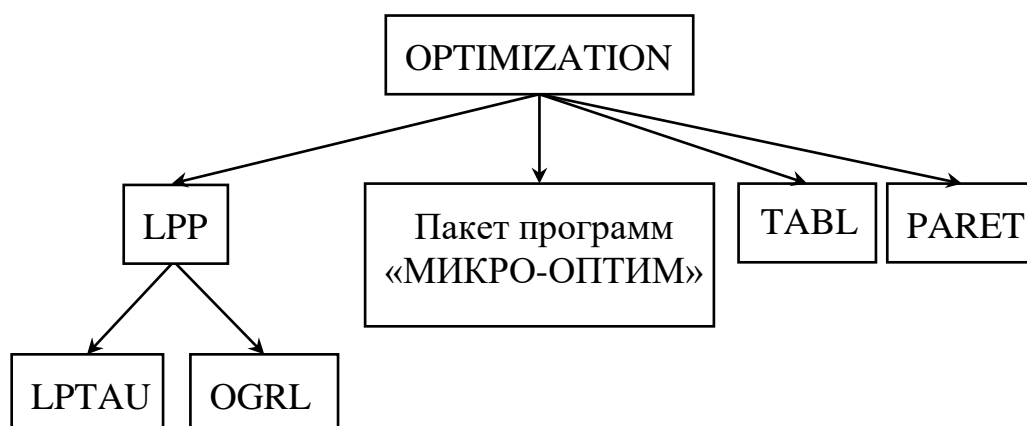 OPTIMIZATION
LPP
Пакет программ
«МИКРО-ОПТИМ»
TABL
PARET
LPTAU
OGRL